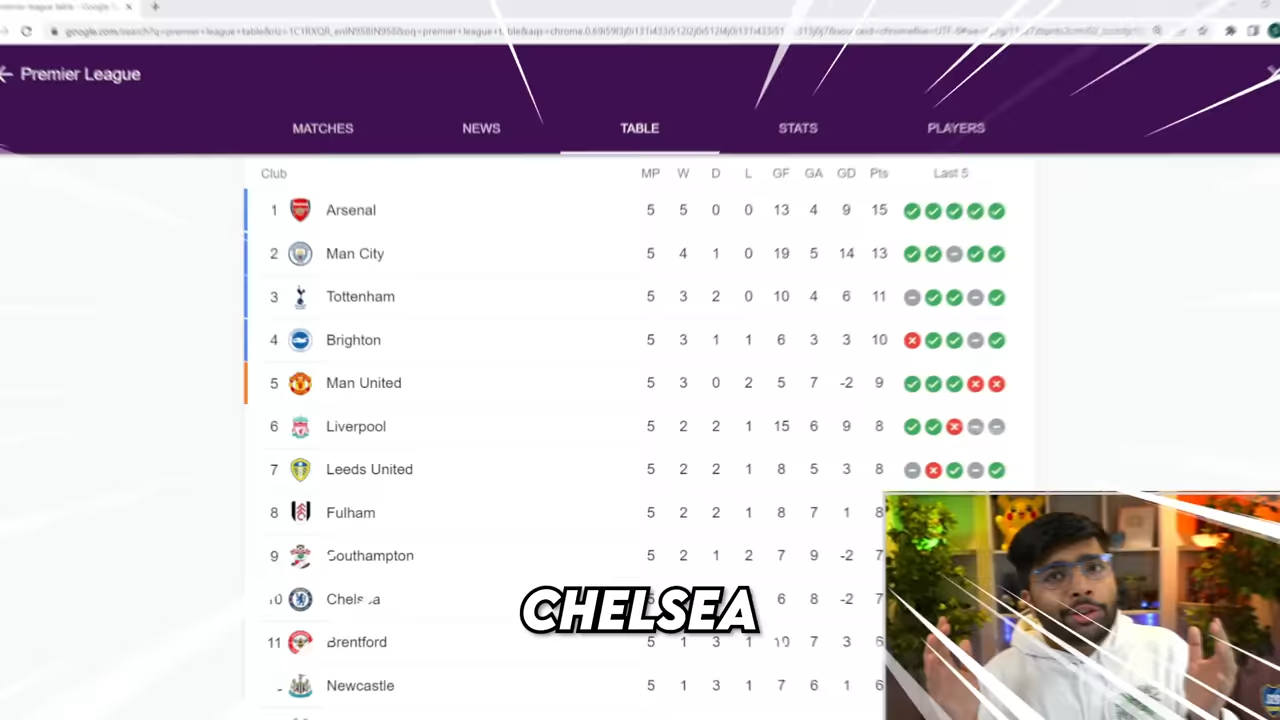 Premier League
MATCHES NEWS TABLE STATS PLAYERS
Club MP W D L GF GA GD Pts Last 5
1 Arsenal 5 5 0 0 13 4 9 15
2 Man City 5 4 1 0 19 5 14 13
3 Tottenham 5 3 2 0 10 4 6 11
4 Brighton 5 3 1 1 6 3 3 10
5 Man United 5 3 0 2 5 7 -2 9
6 Liverpool 5 2 2 1 15 6 9 8
7 Leeds United 5 2 2 1 8 5 3 8
8 Fulham 5 2 2 1 8 7 1 8
9 Southampton 5 2 1 2 7 9 -2 7
10 Chelsea 6 8 -2 7
CHELSEA
11 Brentford 5 1 3 1 10 7 3 6
Newcastle 5 1 3 1 7 6 1 6